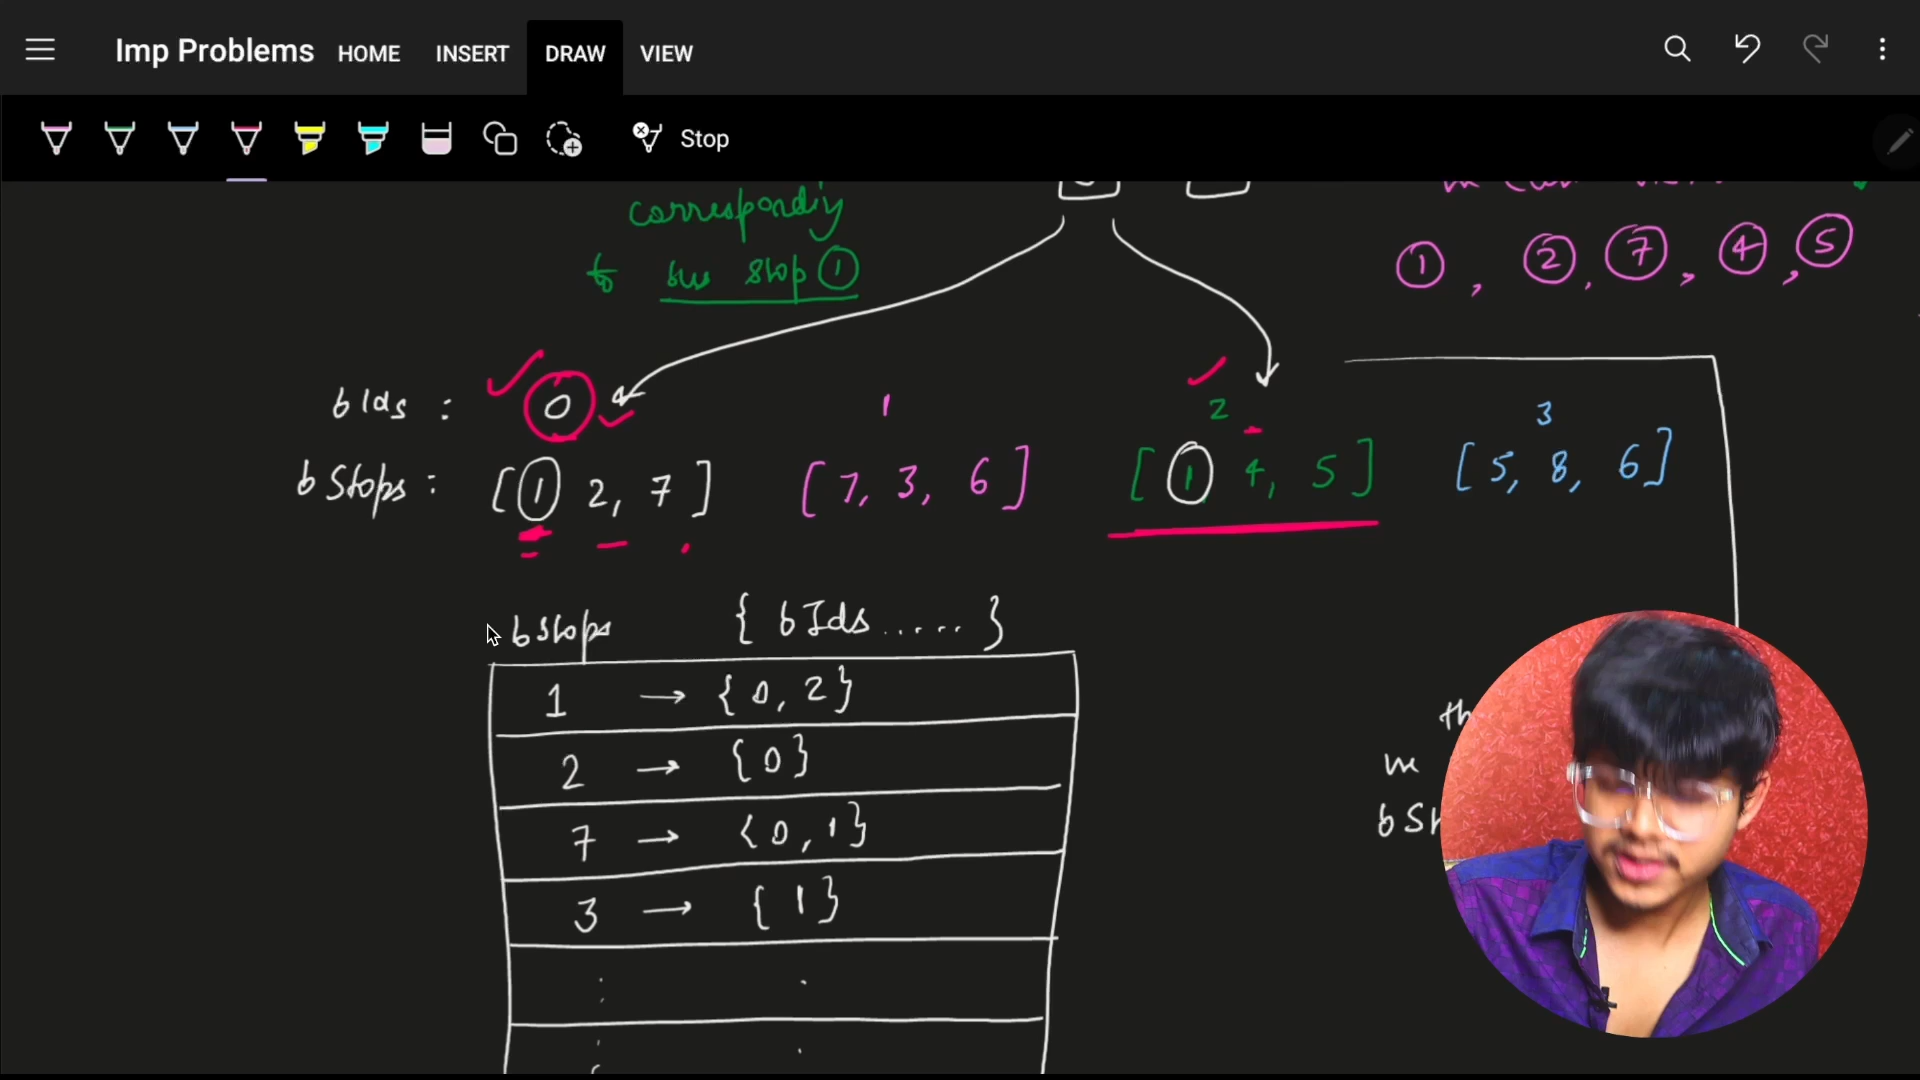 Imp Problems HOME INSERT DRAW VIEW
Stop
correspondiy
to bus stop 1
1, 2, 7, 4, 5
bIds : 0 1 2 3
bStops : [1 2, 7] [7, 3, 6] [1 4, 5] [5, 8, 6]
bStops { bIds ..... }
1 → {0, 2}
2 → {0}
7 → {0, 1}
3 → {1}